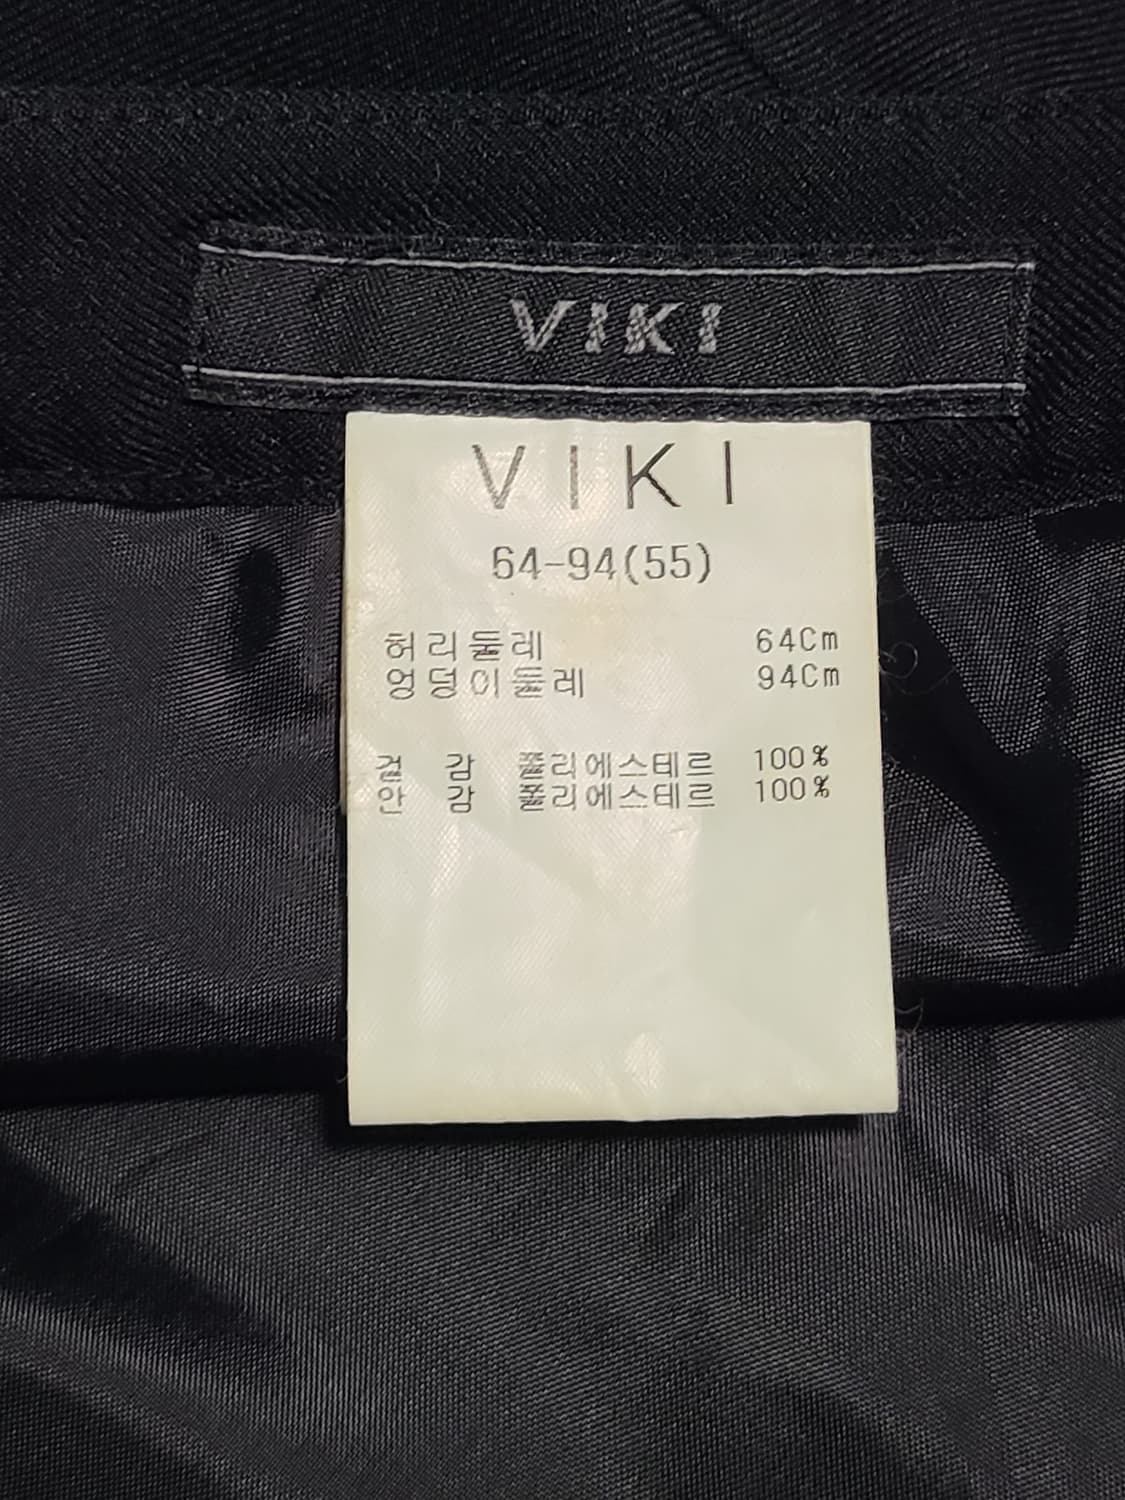 VIKI
VIKI
64-94(55)
허리둘레 64Cm
엉덩이둘레 94Cm
겉 감 폴리에스테르 100%
안 감 폴리에스테르 100%